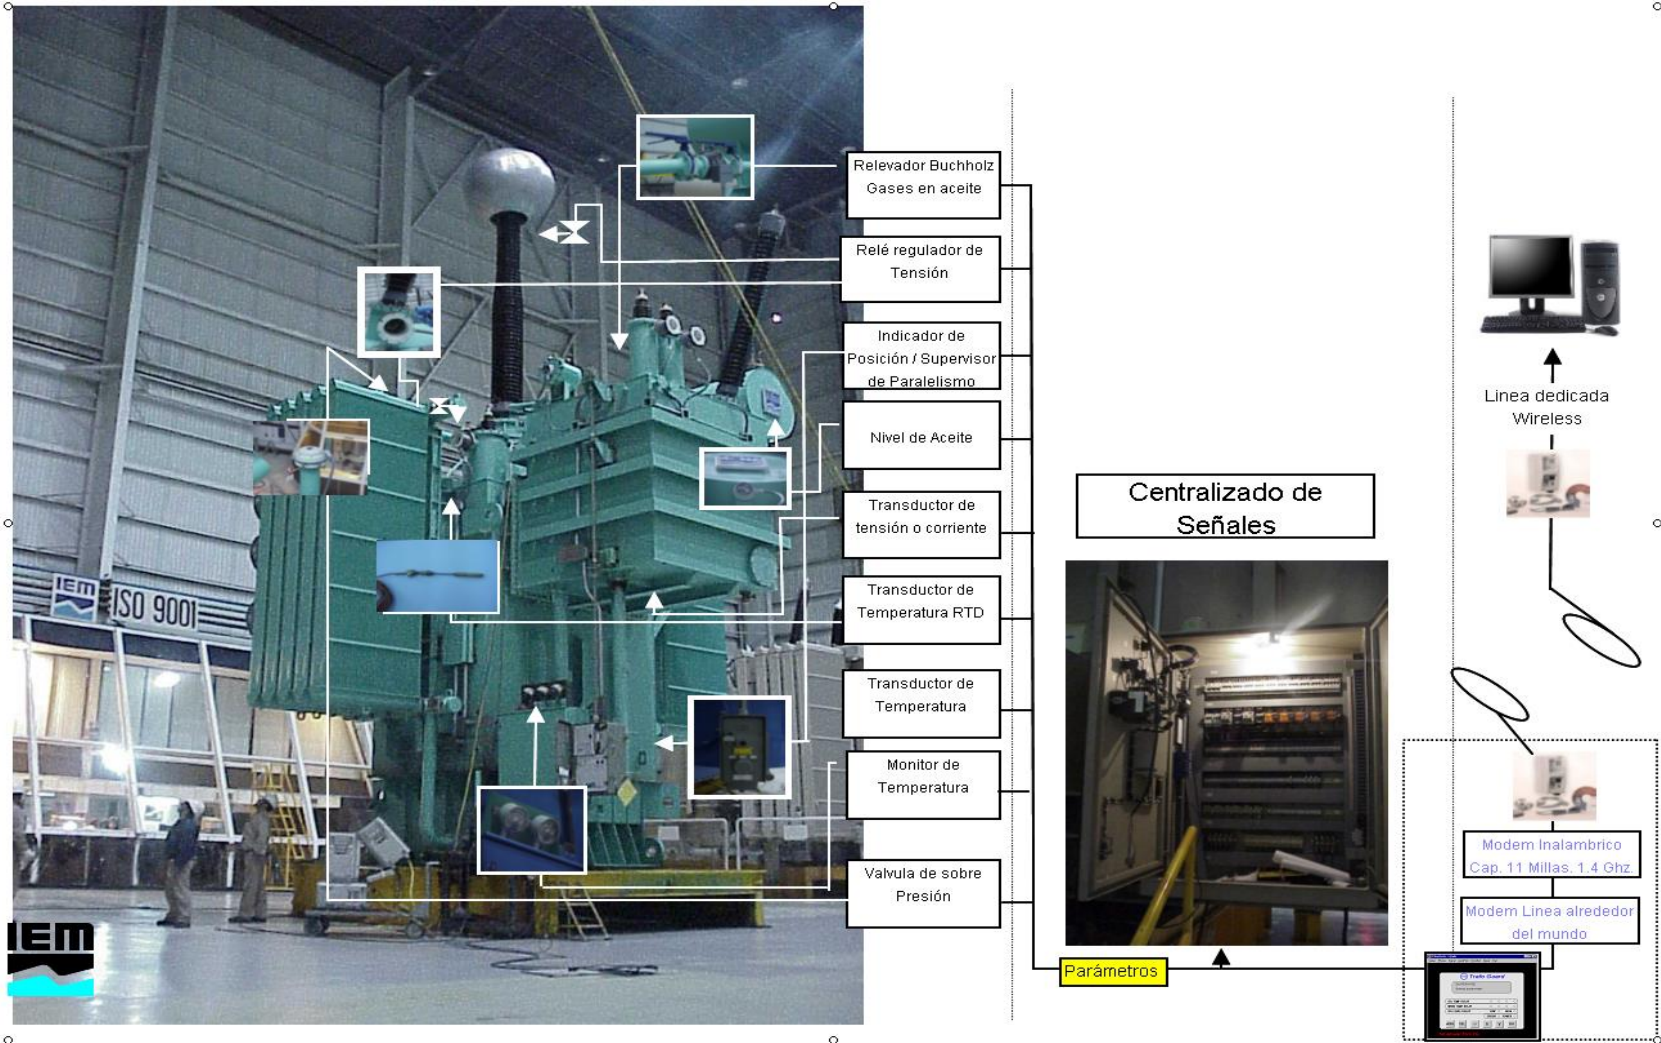 Relevador Buchholz
Gases en aceite
Relé regulador de
Tensión
Indicador de
Posición / Supervisor
de Paralelismo
Nivel de Aceite
Transductor de
tensión o corriente
Transductor de
Temperatura RTD
Transductor de
Temperatura
Monitor de
Temperatura
Valvula de sobre
Presión
IEM
ISO 9001
IEM
Centralizado de
Señales
Parámetros
Linea dedicada
Wireless
Modem Inalambrico
Cap. 11 Millas. 1.4 Ghz.
Modem Linea alrededor
del mundo
Trafo Guard